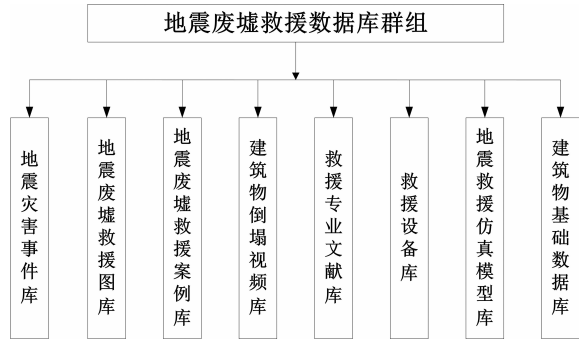 地震废墟救援数据库群组
地震灾害事件库
地震废墟救援图库
地震废墟救援案例库
建筑物倒塌视频库
救援专业文献库
救援设备库
地震救援仿真模型库
建筑物基础数据库